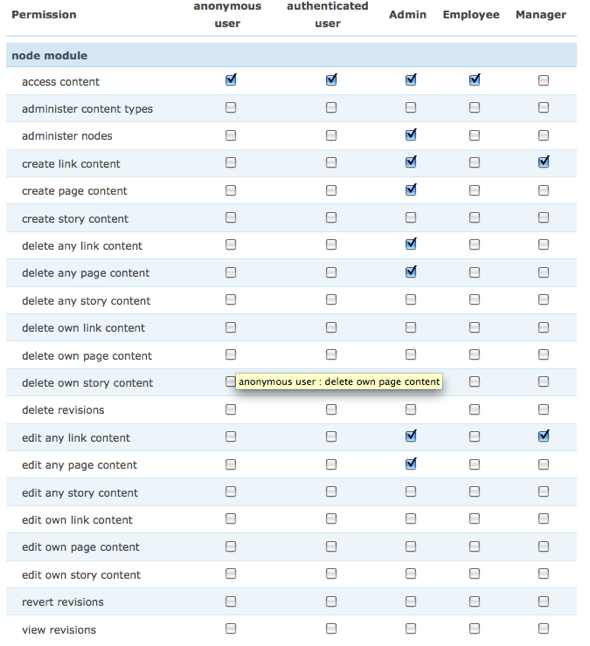 Permission anonymous user authenticated user Admin Employee Manager
node module
access content
administer content types
administer nodes
create link content
create page content
create story content
delete any link content
delete any page content
delete any story content
delete own link content
delete own page content
delete own story content
anonymous user : delete own page content
delete revisions
edit any link content
edit any page content
edit any story content
edit own link content
edit own page content
edit own story content
revert revisions
view revisions